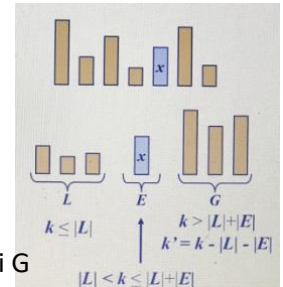 x
x
L E G
k ≤ |L|
k > |L|+|E|
k' = k - |L| - |E|
i G
|L| < k ≤ |L|+|E|